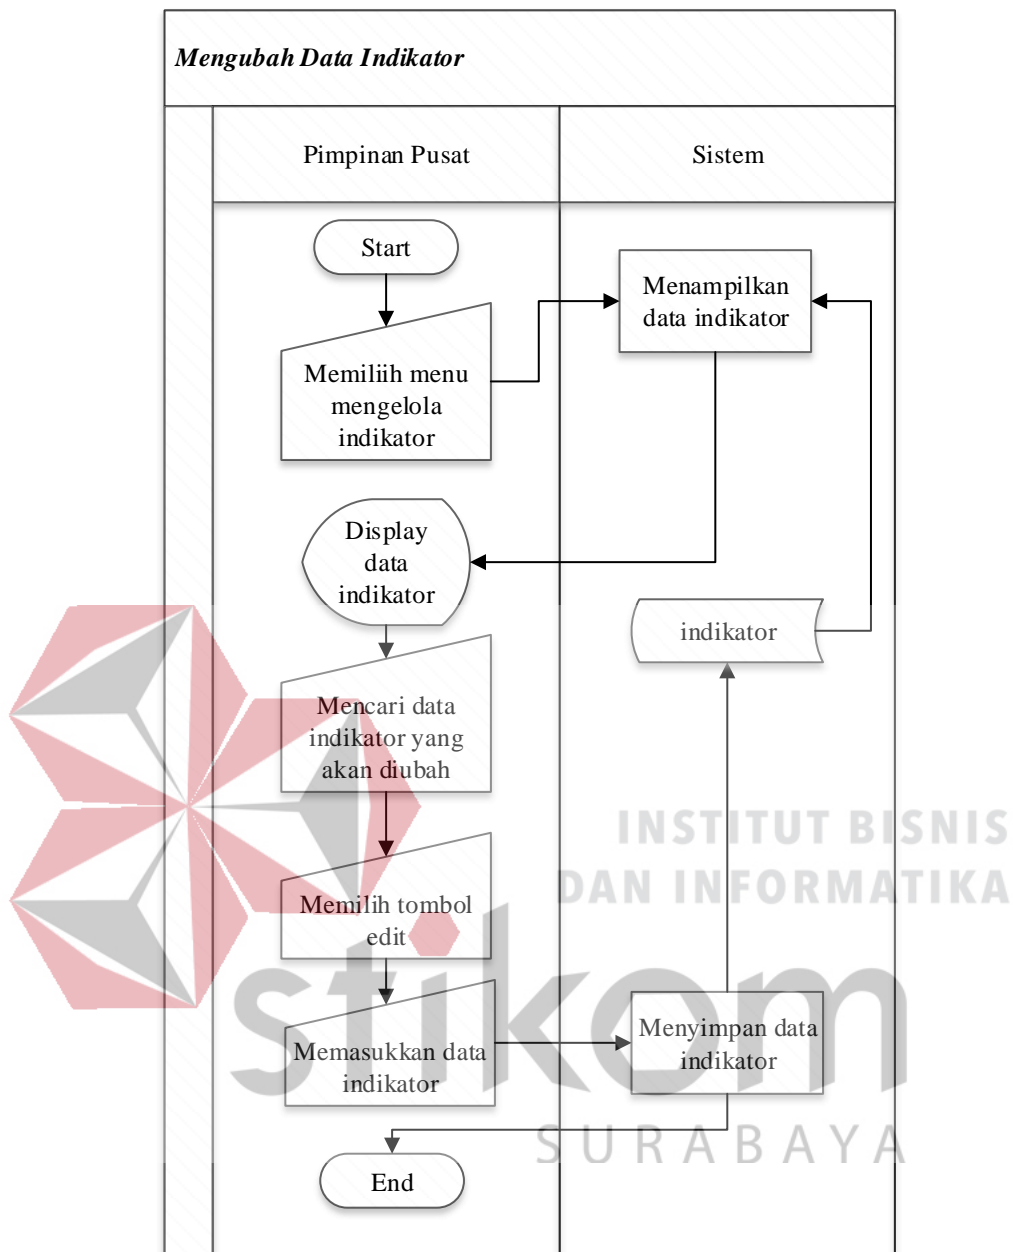 Mengubah Data Indikator
Pimpinan Pusat
Sistem
Start
Menampilkan
data indikator
Memiliih menu
mengelola
indikator
Display
data
indikator
indikator
Mencari data
indikator yang
akan diubah
INSTITUT BISNIS
DAN INFORMATIKA
Memilih tombol
edit
stikom
Menyimpan data
indikator
Memasukkan data
indikator
SURABAYA
End